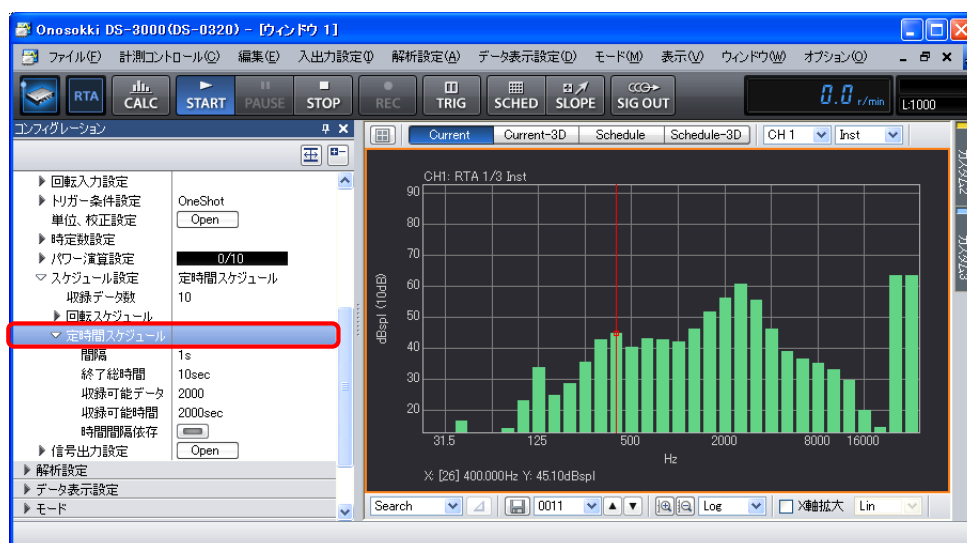 Onosokki DS-3000(DS-0320) - [ウィンドウ 1]
ファイル(F) 計測コントロール(C) 編集(E) 入出力設定(I) 解析設定(A) データ表示設定(D) モード(M) 表示(V) ウィンドウ(W) オプション(O)
RTA CALC START PAUSE STOP REC TRIG SCHED SLOPE SIG OUT 0.0 r/min L:1000
コンフィグレーション
Current Current-3D Schedule Schedule-3D CH 1 Inst
回転入力設定
トリガー条件設定 OneShot
単位、校正設定 Open
時定数設定
パワー演算設定 0/10
スケジュール設定 定時間スケジュール
収録データ数 10
回転スケジュール
定時間スケジュール
間隔 1s
終了総時間 10sec
収録可能データ 2000
収録可能時間 2000sec
時間間隔依存
信号出力設定 Open
解析設定
データ表示設定
モード
CH1: RTA 1/3 Inst
90
80
70
60
50
40
30
20
dBspl (10dB)
31.5 125 500 2000 8000 16000
Hz
X: [26] 400.000Hz Y: 45.10dBspl
Search 0011 Log X軸拡大 Lin
カスタム2
カスタム3